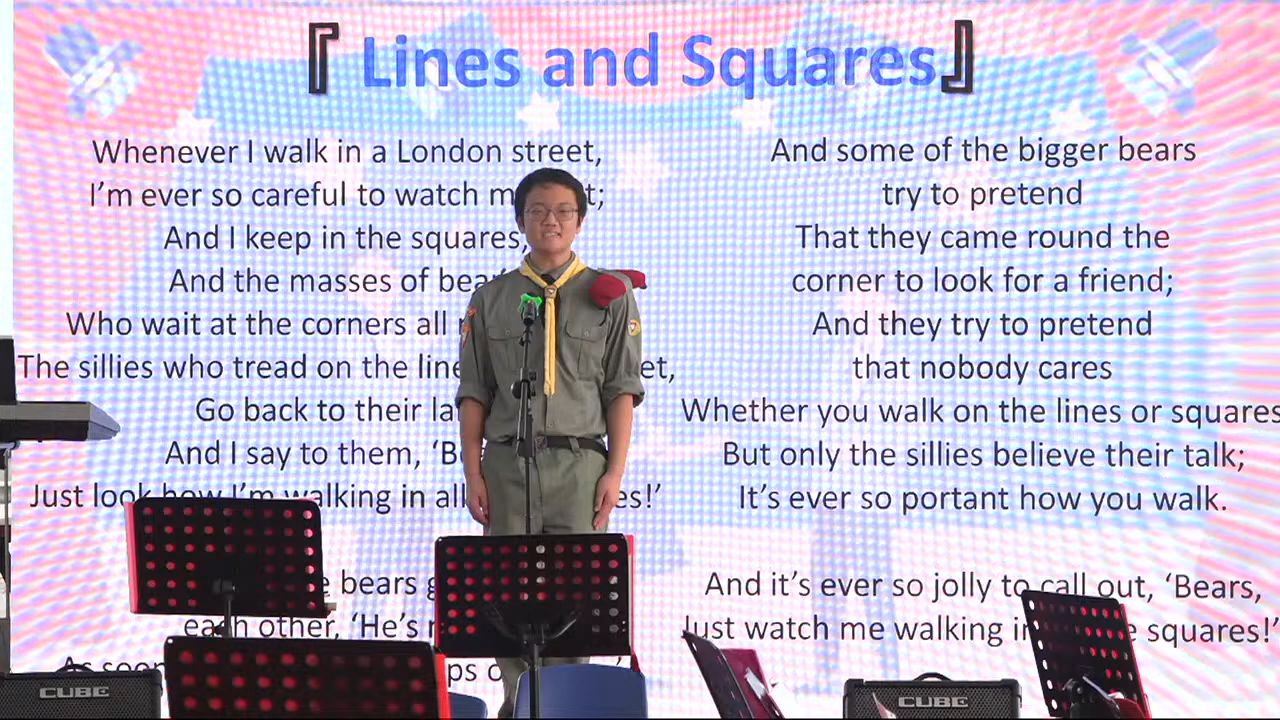 『 Lines and Squares 』
Whenever I walk in a London street,
I'm ever so careful to watch m t;
And I keep in the squares,
And the masses of bear
Who wait at the corners all
The sillies who tread on the line et,
Go back to their la
And I say to them, 'B
Just look how I'm walking in all es!'
bears g
each other, 'He's
As soon ps o
And some of the bigger bears
try to pretend
That they came round the
corner to look for a friend;
And they try to pretend
that nobody cares
Whether you walk on the lines or squares
But only the sillies believe their talk;
It's ever so portant how you walk.
And it's ever so jolly to call out, 'Bears,
Just watch me walking in e squares!'
CUBE
CUBE